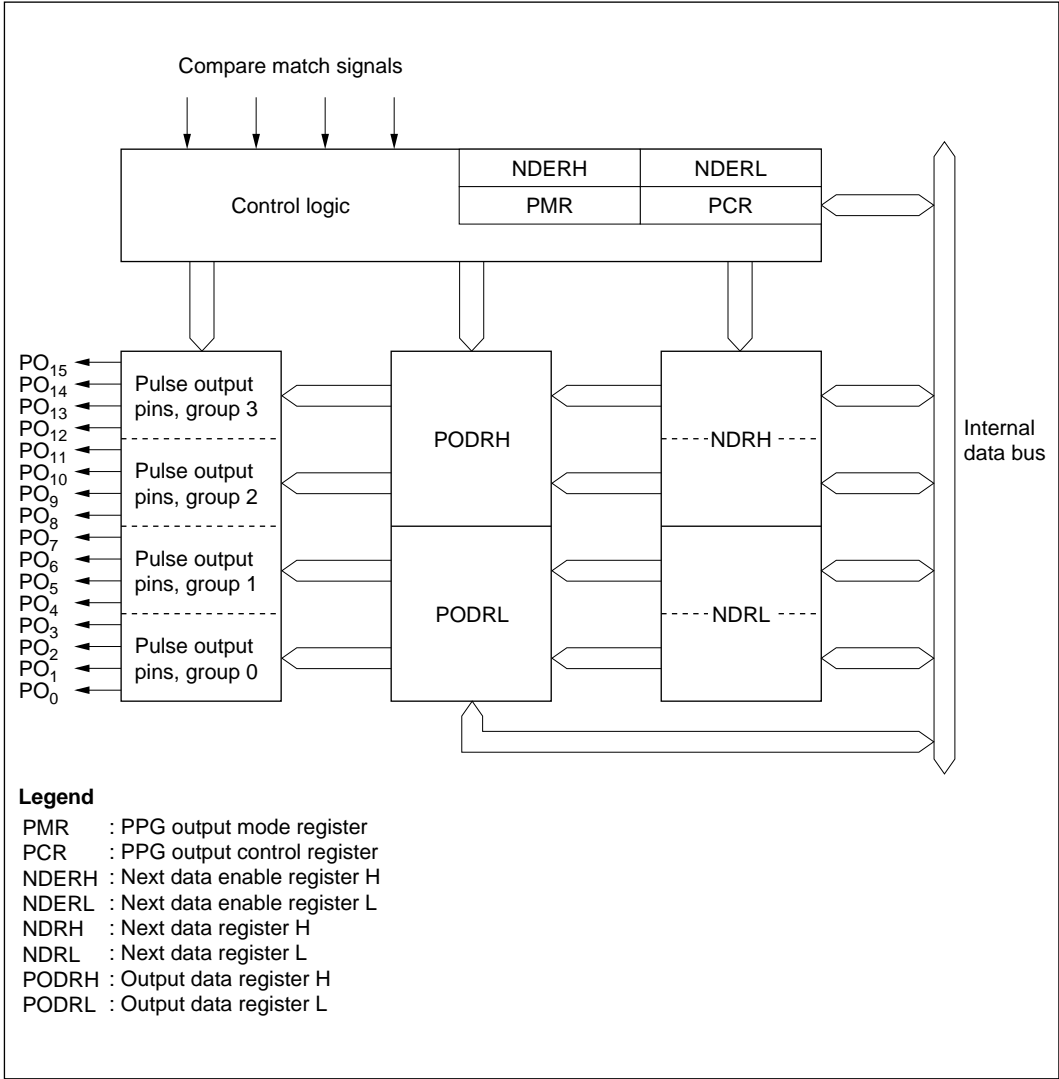 Compare match signals
Control logic
NDERH
NDERL
PMR
PCR
PO15
PO14
PO13
PO12
PO11
PO10
PO9
PO8
PO7
PO6
PO5
PO4
PO3
PO2
PO1
PO0
Pulse output
pins, group 3
Pulse output
pins, group 2
Pulse output
pins, group 1
Pulse output
pins, group 0
PODRH
PODRL
NDRH
NDRL
Internal
data bus
Legend
PMR : PPG output mode register
PCR : PPG output control register
NDERH : Next data enable register H
NDERL : Next data enable register L
NDRH : Next data register H
NDRL : Next data register L
PODRH : Output data register H
PODRL : Output data register L